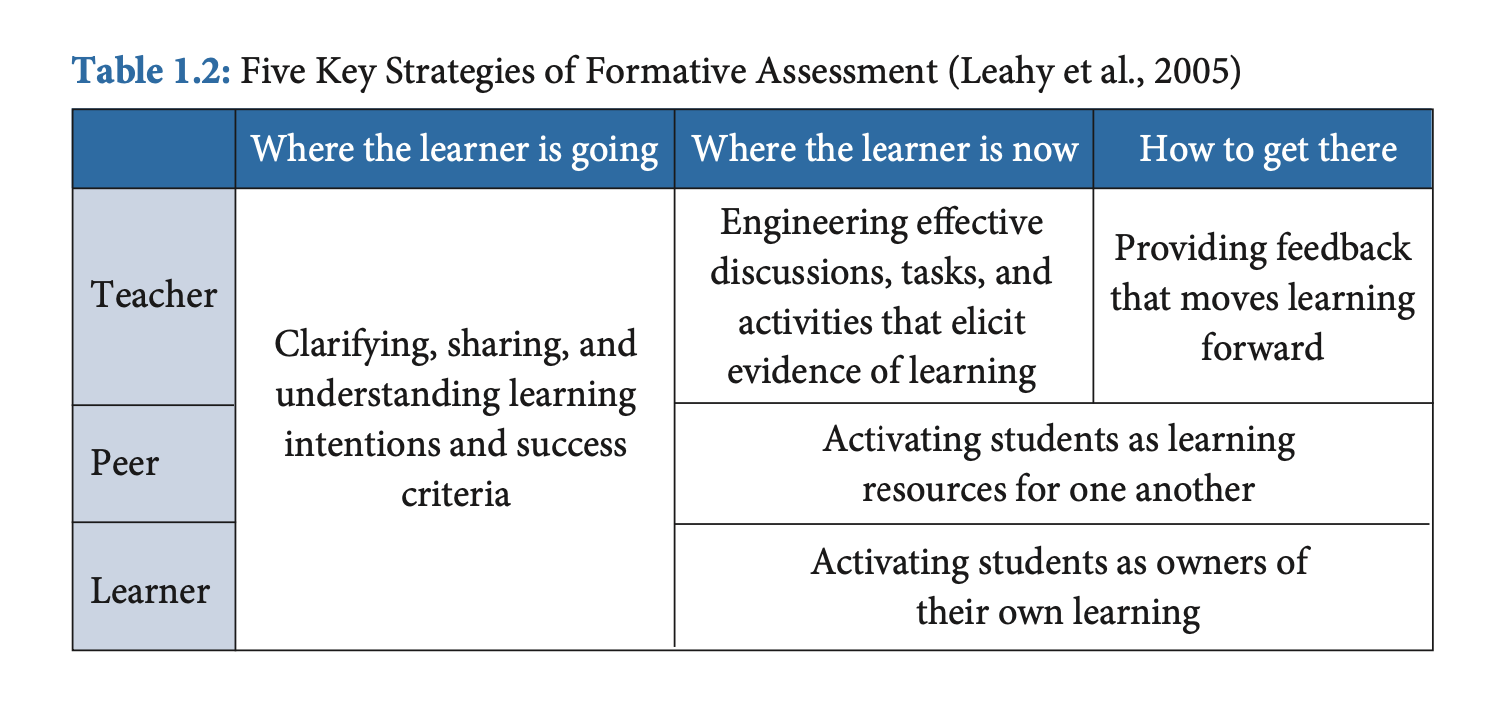 Table 1.2: Five Key Strategies of Formative Assessment (Leahy et al., 2005)
Where the learner is going
Where the learner is now
How to get there
Teacher
Clarifying, sharing, and
understanding learning
intentions and success
criteria
Engineering effective
discussions, tasks, and
activities that elicit
evidence of learning
Providing feedback
that moves learning
forward
Peer
Activating students as learning
resources for one another
Learner
Activating students as owners of
their own learning